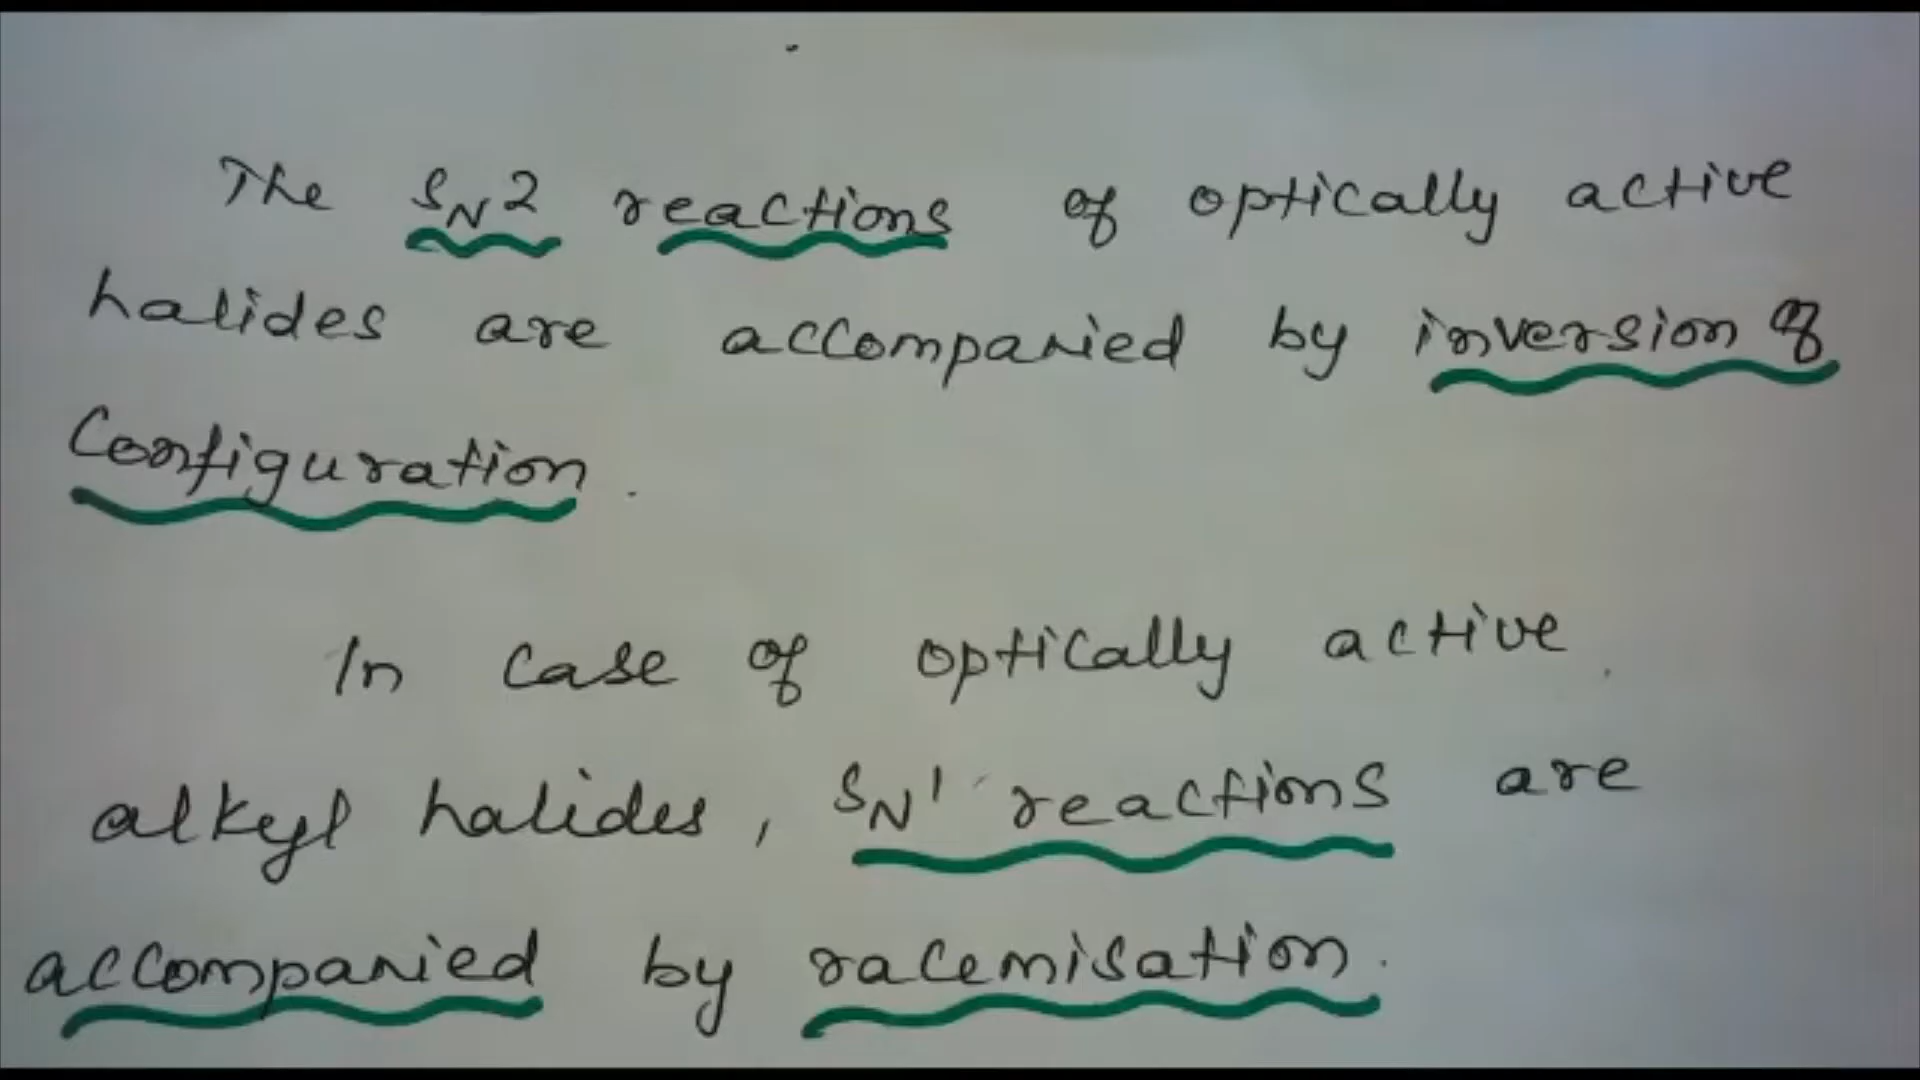 The SN2 reactions of optically active
halides are accompanied by inversion of
Configuration.
In case of optically active
alkyl halides, SN1 reactions are
accompanied by racemisation.